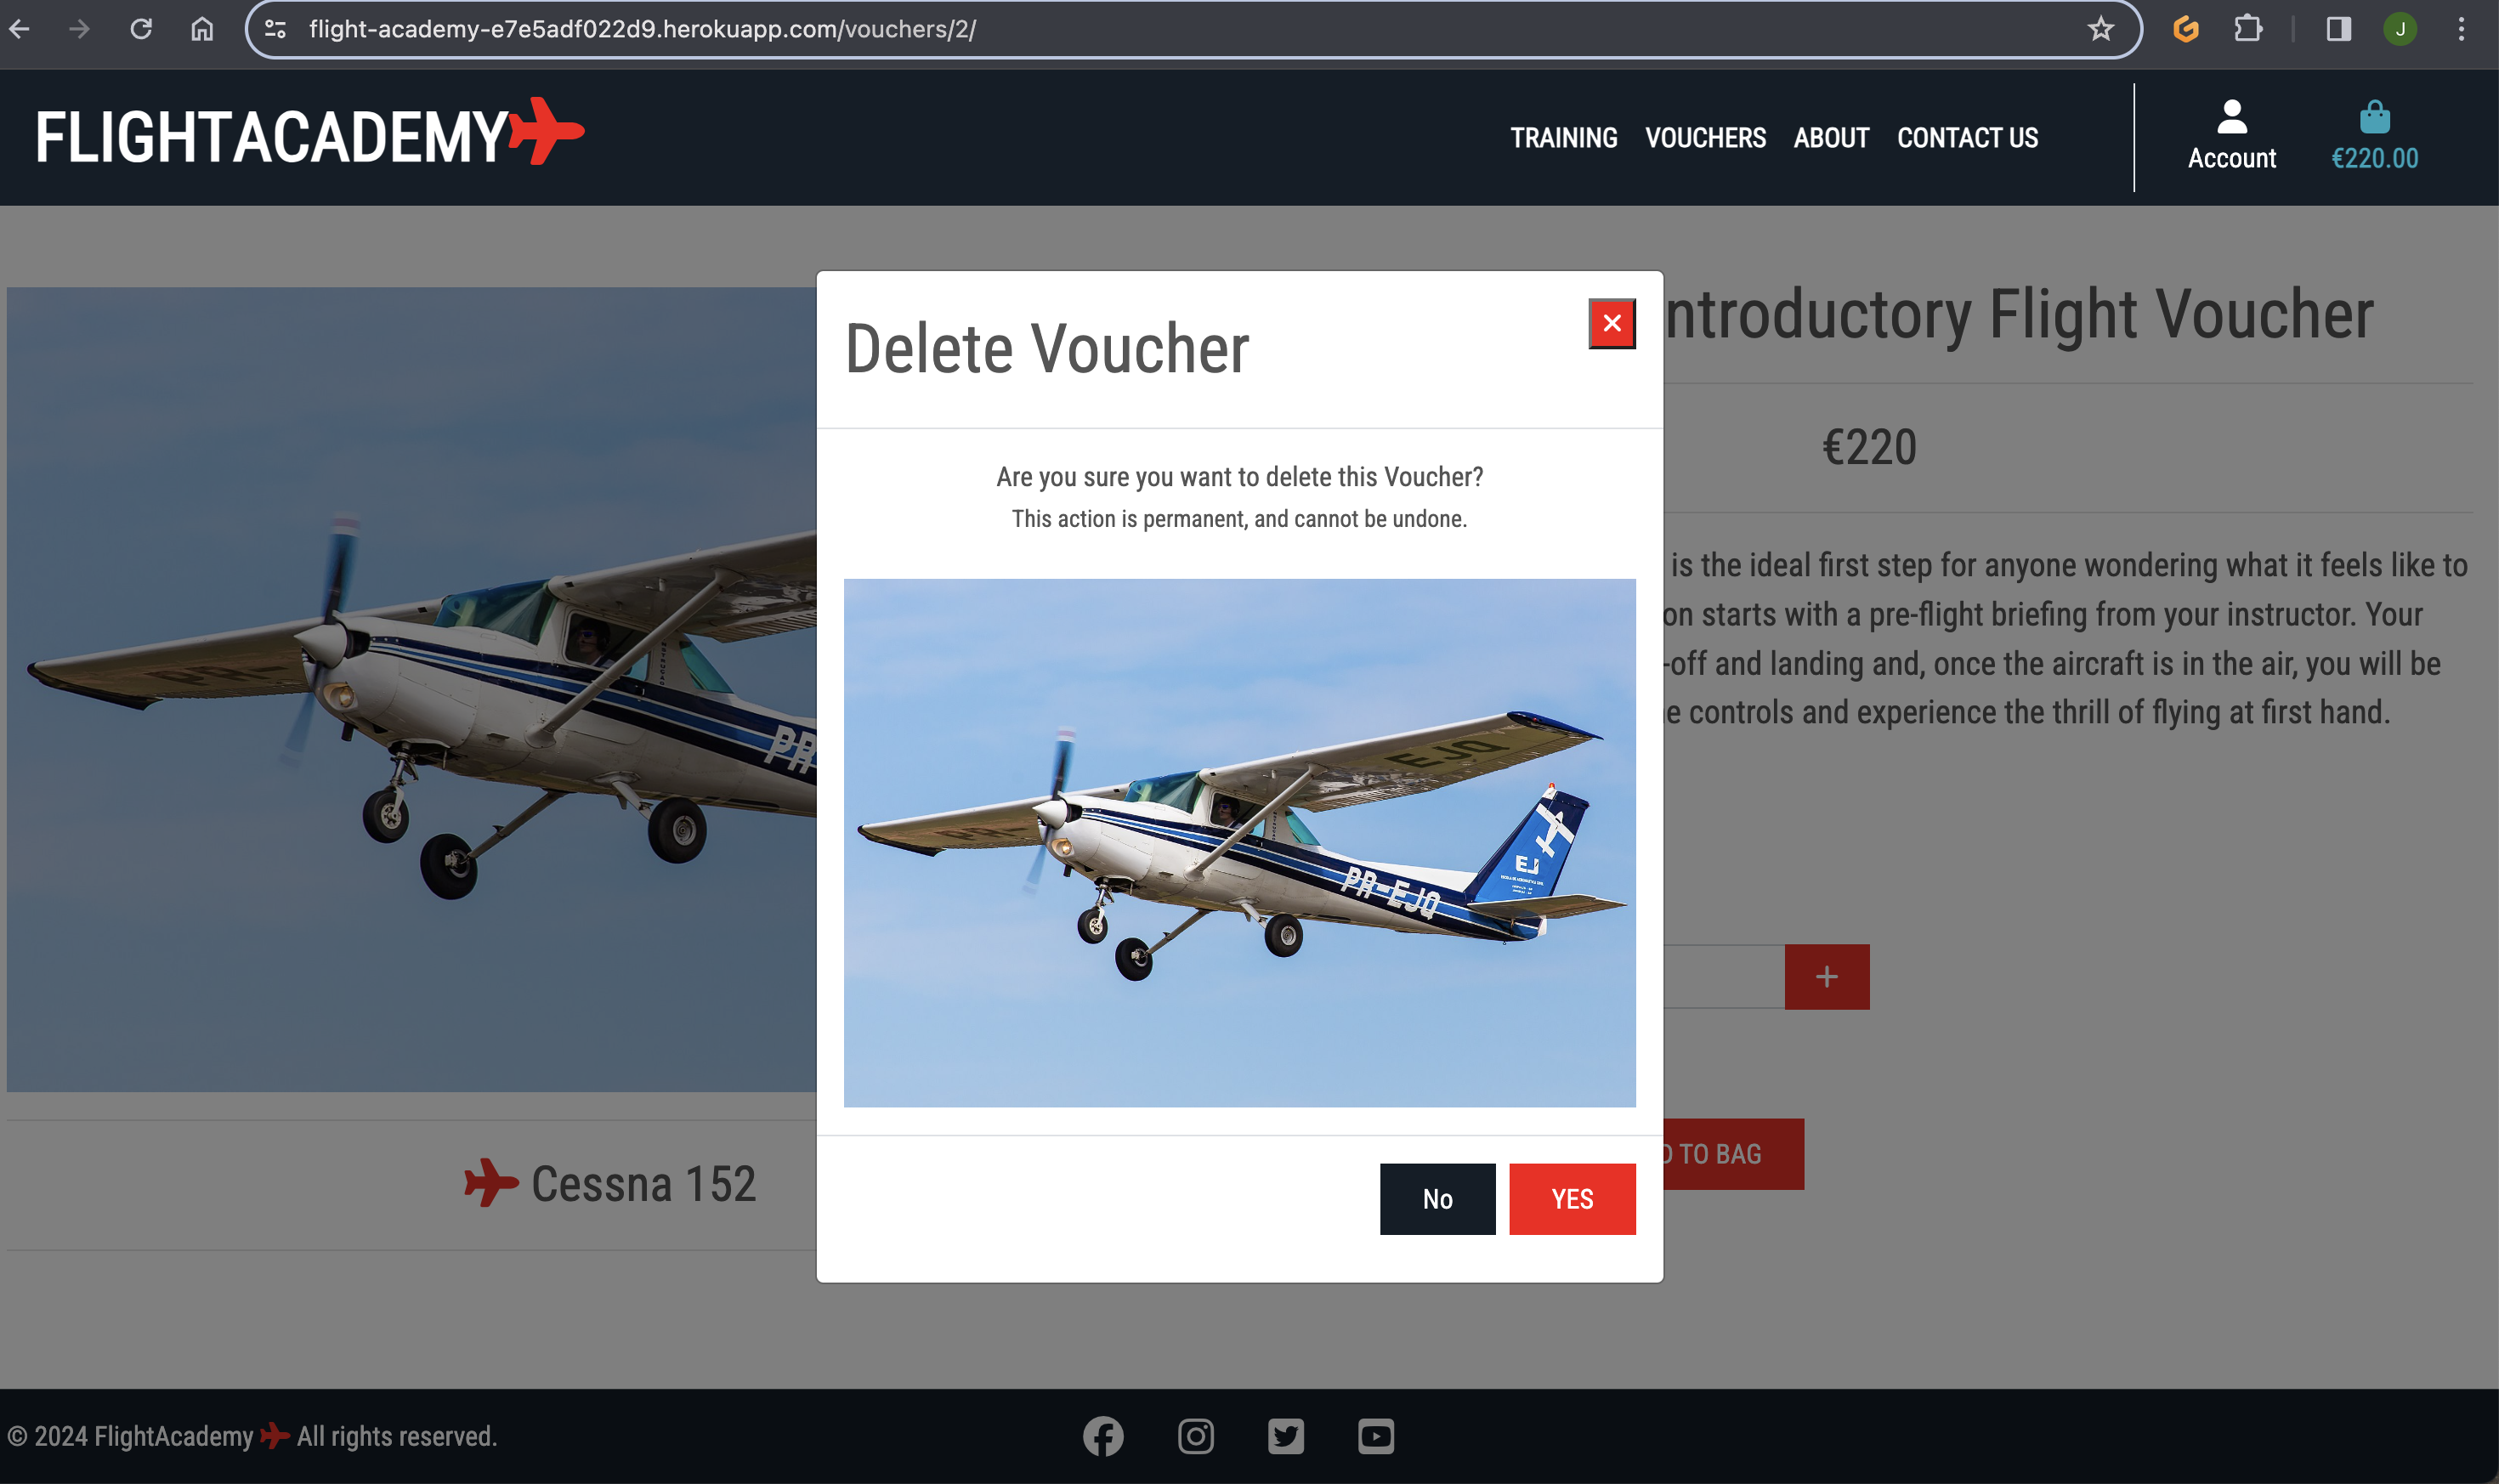 flight-academy-e7e5adf022d9.herokuapp.com/vouchers/2/
J
FLIGHTACADEMY
TRAINING VOUCHERS ABOUT CONTACT US
Account
€220.00
Delete Voucher
ntroductory Flight Voucher
€220
Are you sure you want to delete this Voucher?
This action is permanent, and cannot be undone.
is the ideal first step for anyone wondering what it feels like to
on starts with a pre-flight briefing from your instructor. Your
-off and landing and, once the aircraft is in the air, you will be
e controls and experience the thrill of flying at first hand.
PR-
PR
EJQ
PR-
EJ
PR-EJQ
+
TO BAG
Cessna 152
No
YES
© 2024 FlightAcademy All rights reserved.